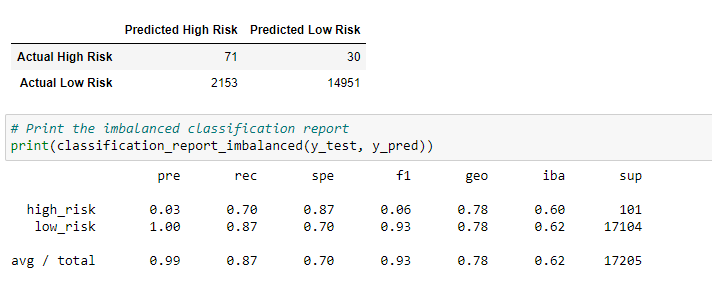 Predicted High Risk Predicted Low Risk
Actual High Risk 71 30
Actual Low Risk 2153 14951
# Print the imbalanced classification report
print(classification_report_imbalanced(y_test, y_pred))
pre rec spe f1 geo iba sup
high_risk 0.03 0.70 0.87 0.06 0.78 0.60 101
low_risk 1.00 0.87 0.70 0.93 0.78 0.62 17104
avg / total 0.99 0.87 0.70 0.93 0.78 0.62 17205